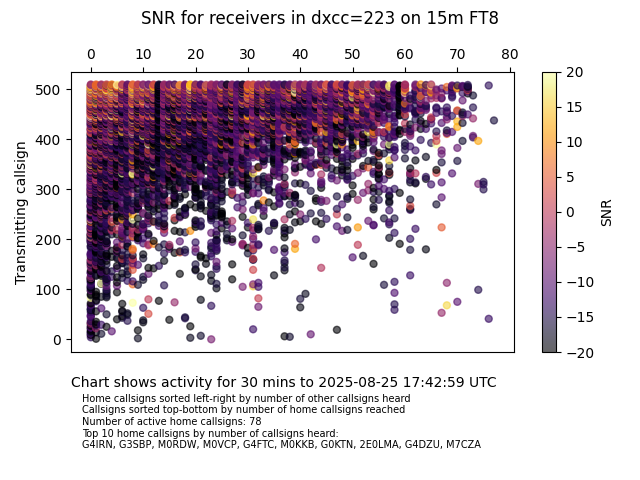 SNR for receivers in dxcc=223 on 15m FT8
0 10 20 30 40 50 60 70 80
500
400
300
200
100
0
Transmitting callsign
20
15
10
5
0
−5
−10
−15
−20
SNR
Chart shows activity for 30 mins to 2025-08-25 17:42:59 UTC
Home callsigns sorted left-right by number of other callsigns heard
Callsigns sorted top-bottom by number of home callsigns reached
Number of active home callsigns: 78
Top 10 home callsigns by number of callsigns heard:
G4IRN, G3SBP, M0RDW, M0VCP, G4FTC, M0KKB, G0KTN, 2E0LMA, G4DZU, M7CZA